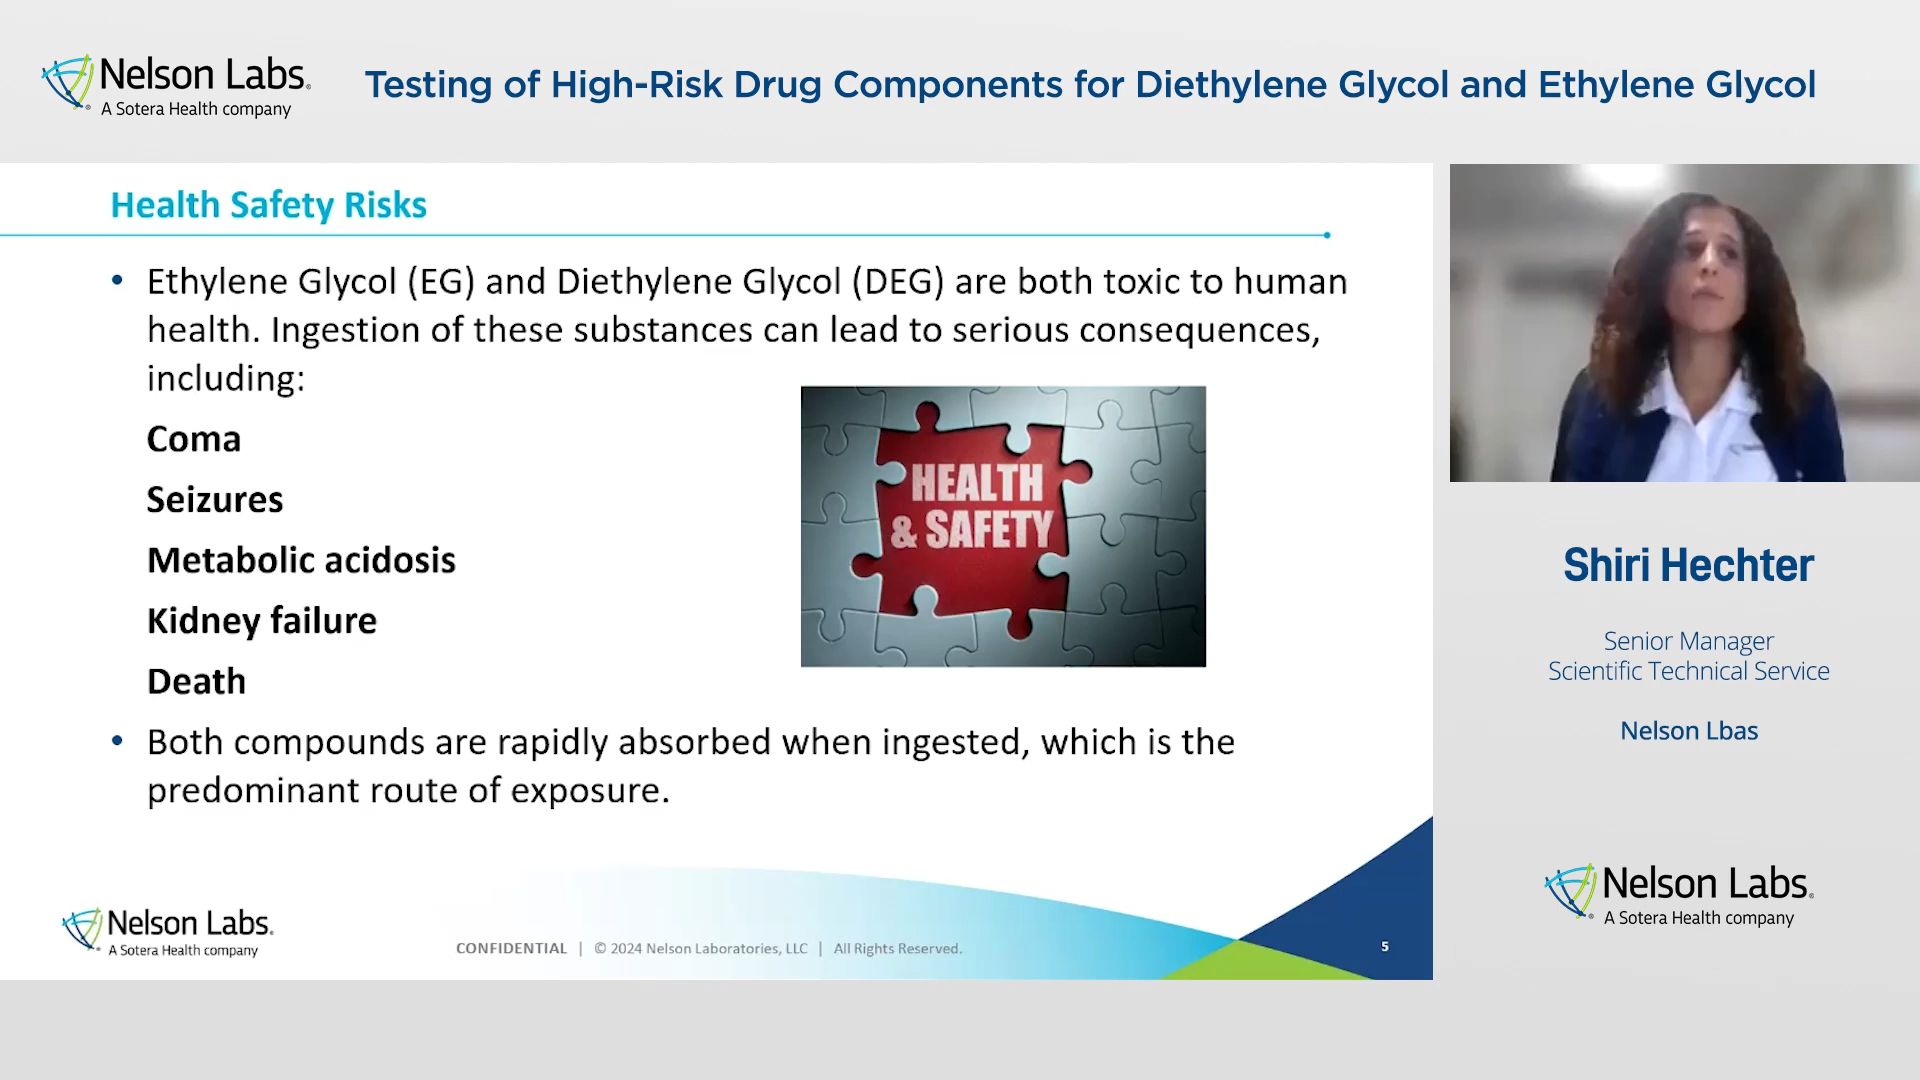 Nelson Labs®
A Sotera Health company
Testing of High-Risk Drug Components for Diethylene Glycol and Ethylene Glycol
Health Safety Risks
• Ethylene Glycol (EG) and Diethylene Glycol (DEG) are both toxic to human
health. Ingestion of these substances can lead to serious consequences,
including:
Coma
Seizures
Metabolic acidosis
Kidney failure
Death
HEALTH
& SAFETY
• Both compounds are rapidly absorbed when ingested, which is the
predominant route of exposure.
Nelson Labs®
A Sotera Health company
CONFIDENTIAL | © 2024 Nelson Laboratories, LLC | All Rights Reserved.
5
Shiri Hechter
Senior Manager
Scientific Technical Service
Nelson Lbas
Nelson Labs®
A Sotera Health company